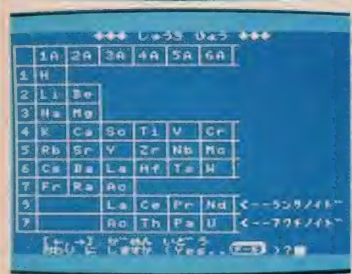 ◆◆◆ しゅうき ひょう ◆◆◆
1A 2A 3A 4A 5A 6A
1 H
2 Li Be
3 Na Mg
4 K Ca Sc Ti V Cr
5 Rb Sr Y Zr Nb Mo
6 Cs Ba La Hf Ta W
7 Fr Ra Ac
La Ce Pr Nd <--ランタノイド
Ac Th Pa U <--アクチノイド